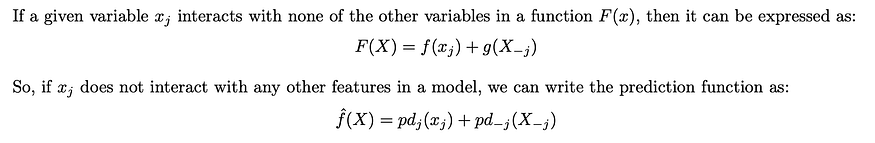 If a given variable $x_j$ interacts with none of the other variables in a function $F(x)$, then it can be expressed as:
$F(X) = f(x_j) + g(X_{-j})$
So, if $x_j$ does not interact with any other features in a model, we can write the prediction function as:
$\hat{f}(X) = pd_j(x_j) + pd_{-j}(X_{-j})$